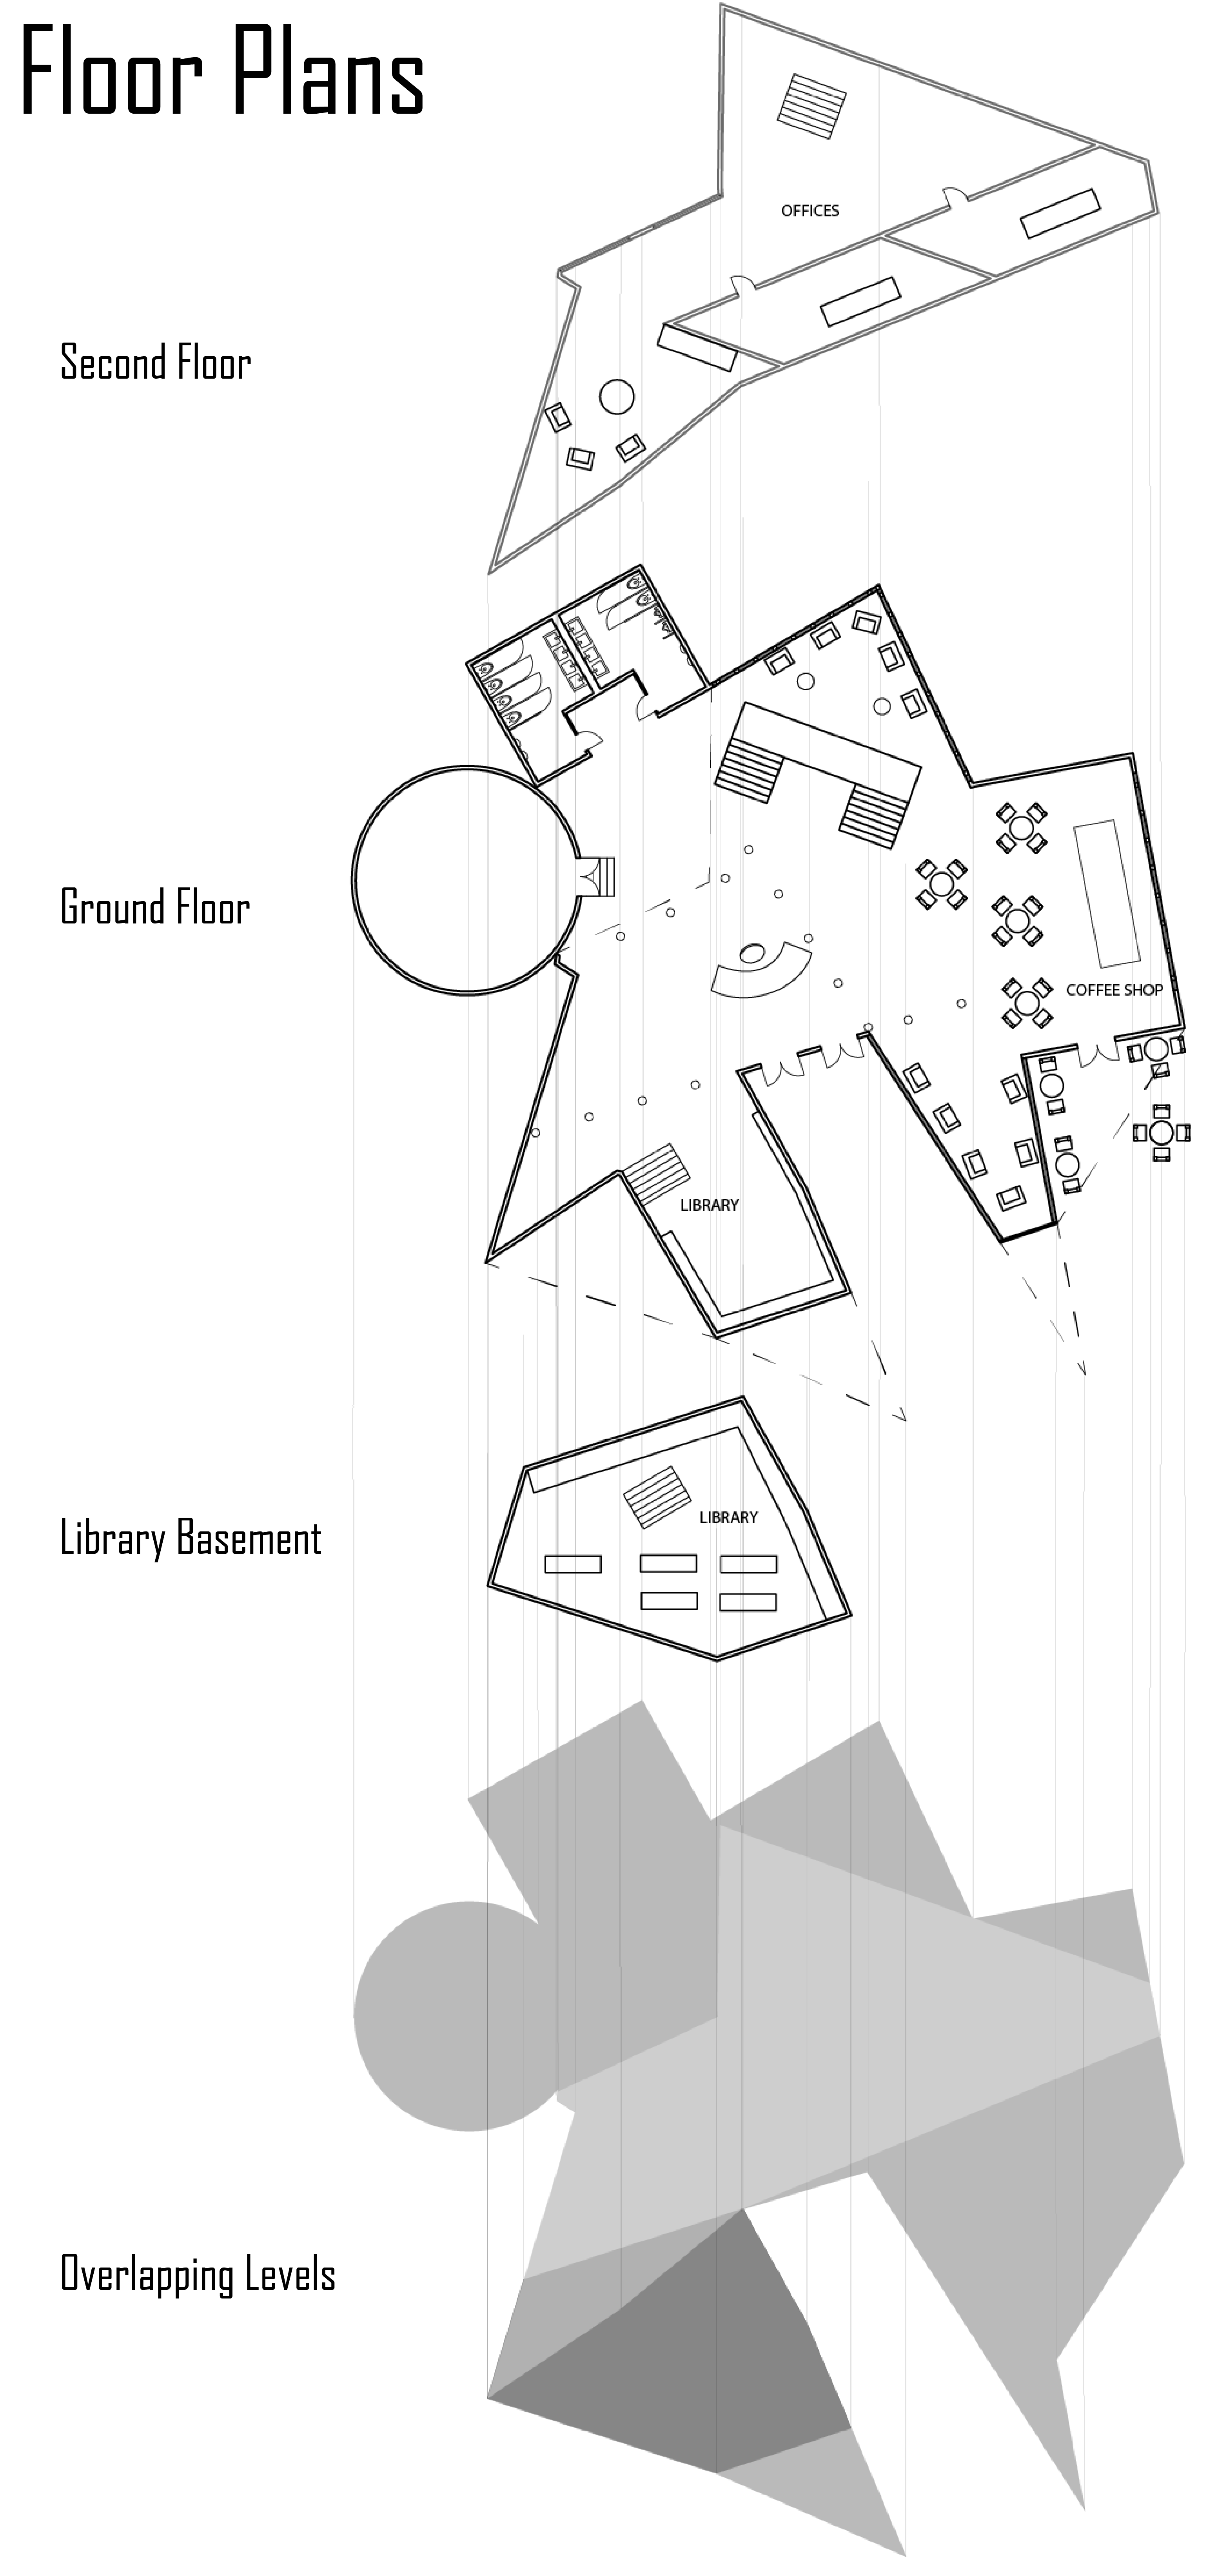 Floor Plans
OFFICES
Second Floor
Ground Floor
COFFEE SHOP
LIBRARY
LIBRARY
Library Basement
Overlapping Levels